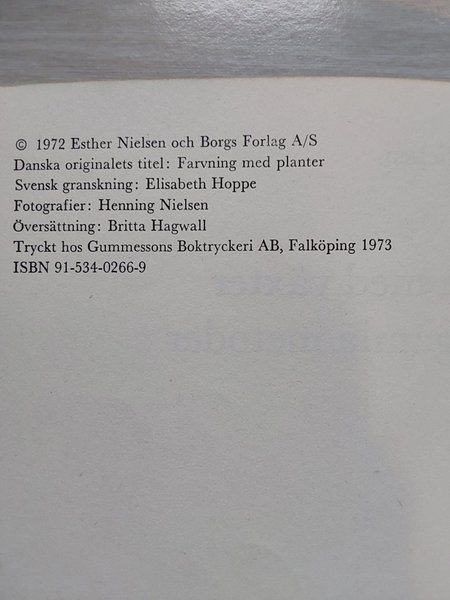 © 1972 Esther Nielsen och Borgs Forlag A/S
Danska originalets titel: Farvning med planter
Svensk granskning: Elisabeth Hoppe
Fotografier: Henning Nielsen
Översättning: Britta Hagwall
Tryckt hos Gummessons Boktryckeri AB, Falköping 1973
ISBN 91-534-0266-9